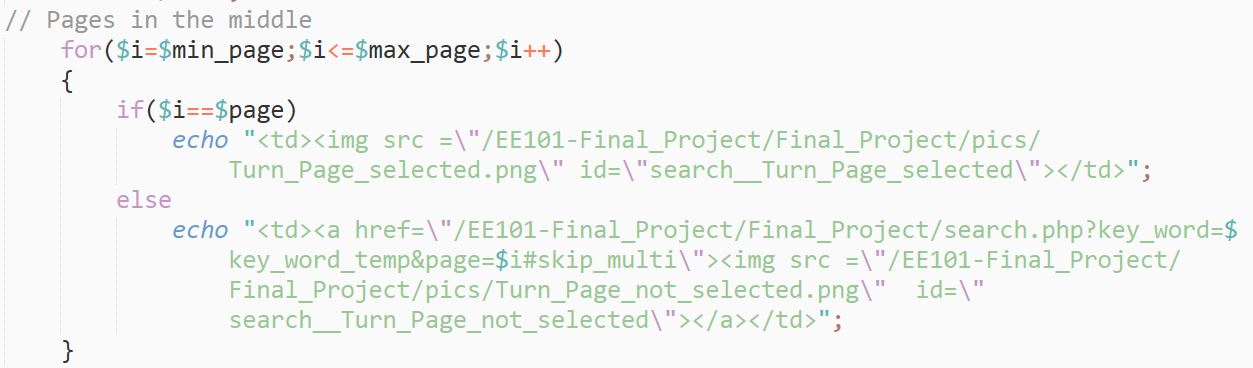 // Pages in the middle
for($i=$min_page;$i<=$max_page;$i++)
{
if($i==$page)
echo "<td><img src =\"/EE101-Final_Project/Final_Project/pics/
Turn_Page_selected.png\" id=\"search__Turn_Page_selected\"></td>";
else
echo "<td><a href=\"/EE101-Final_Project/Final_Project/search.php?key_word=$
key_word_temp&page=$i#skip_multi\"><img src =\"/EE101-Final_Project/
Final_Project/pics/Turn_Page_not_selected.png\"  id=\"
search__Turn_Page_not_selected\"></a></td>";
}